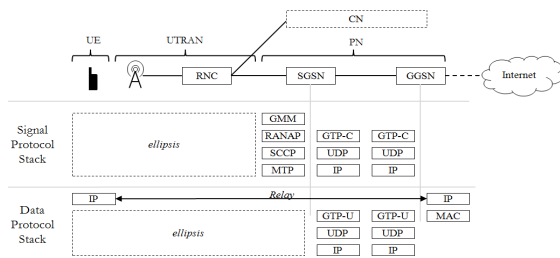 CN
UE UTRAN PN
RNC SGSN GGSN Internet
Signal
Protocol
Stack
ellipsis
GMM
RANAP GTP-C GTP-C
SCCP UDP UDP
MTP IP IP
Data
Protocol
Stack
IP Relay IP
ellipsis
GTP-U GTP-U MAC
UDP UDP
IP IP